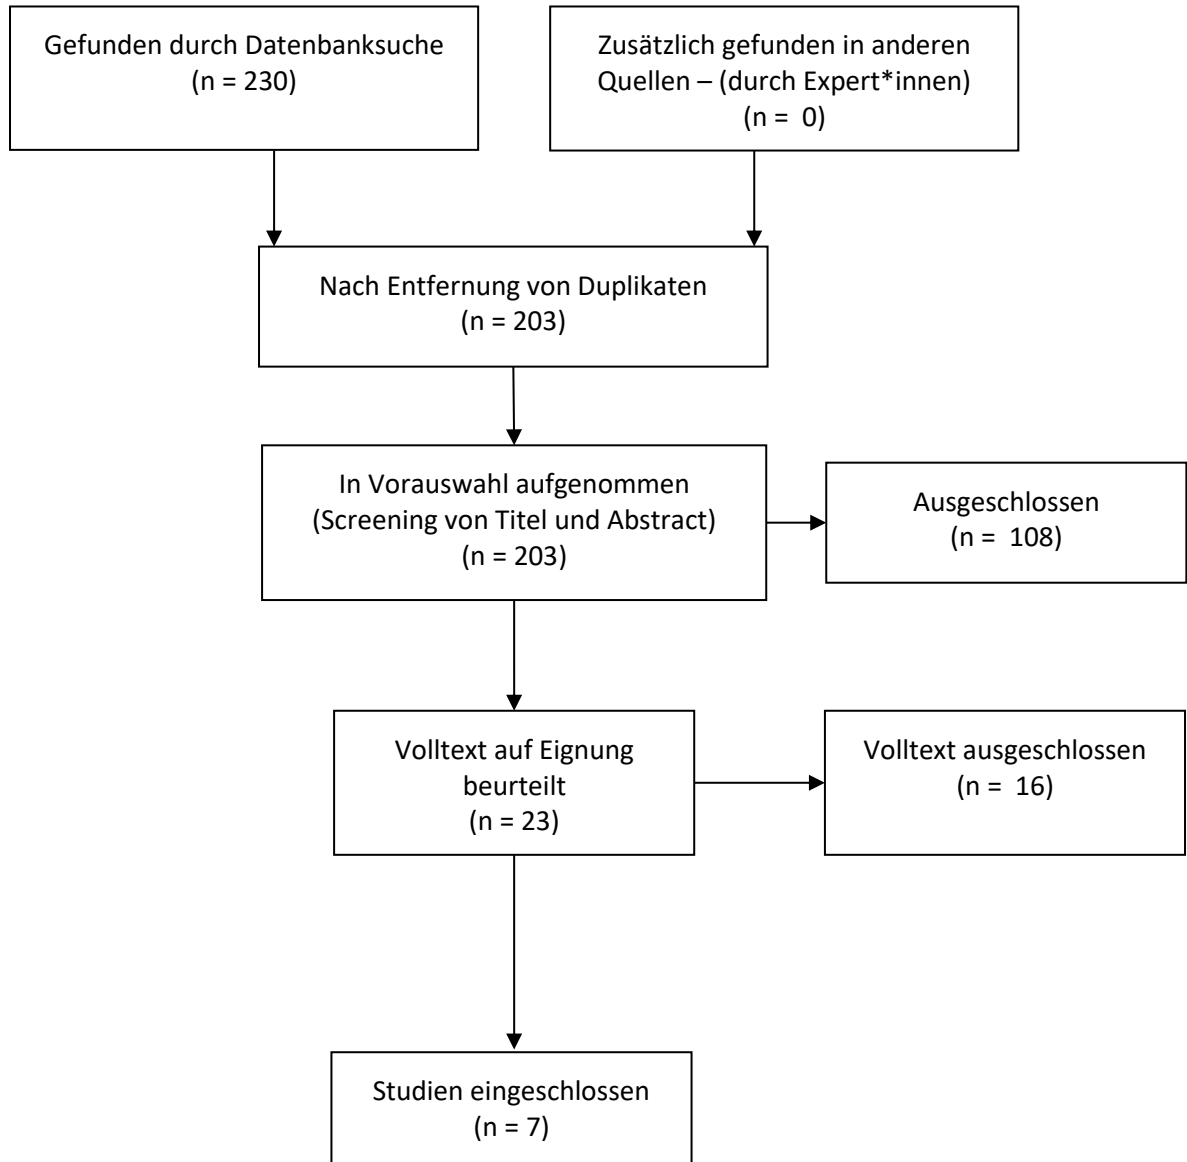 Gefunden durch Datenbanksuche
(n = 230)
Zusätzlich gefunden in anderen
Quellen – (durch Expert*innen)
(n =  0)
Nach Entfernung von Duplikaten
(n = 203)
In Vorauswahl aufgenommen
(Screening von Titel und Abstract)
(n = 203)
Ausgeschlossen
(n =  108)
Volltext auf Eignung
beurteilt
(n = 23)
Volltext ausgeschlossen
(n =  16)
Studien eingeschlossen
(n = 7)